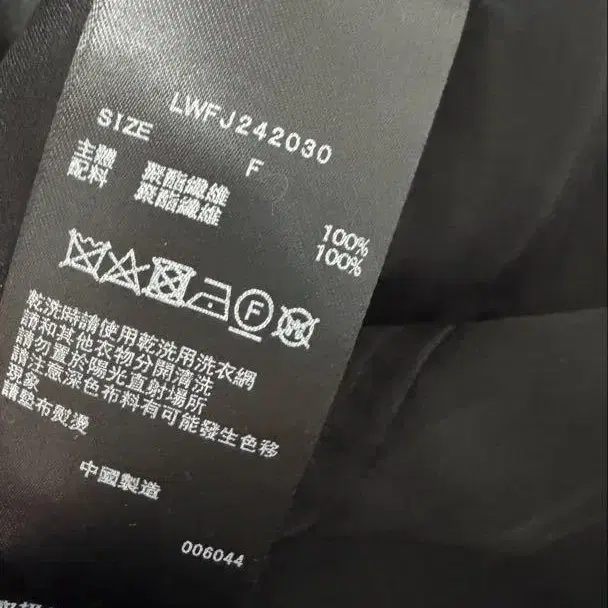 LWFJ242030
SIZE F
主體 聚酯纖維 100%
配料 聚酯纖維 100%
F
W
乾洗時請使用乾洗用洗衣網
請和其他衣物分開清洗
請勿置於陽光直射場所
請注意深色布料有可能發生色移
現象
請墊布熨燙
中國製造
006044